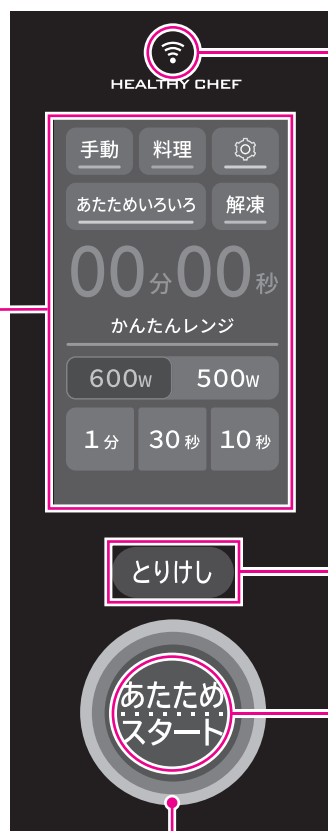 HEALTHY CHEF
手動 料理
あたためいろいろ 解凍
00分00秒
かんたんレンジ
600W 500W
1分 30秒 10秒
とりけし
あたため
スタート